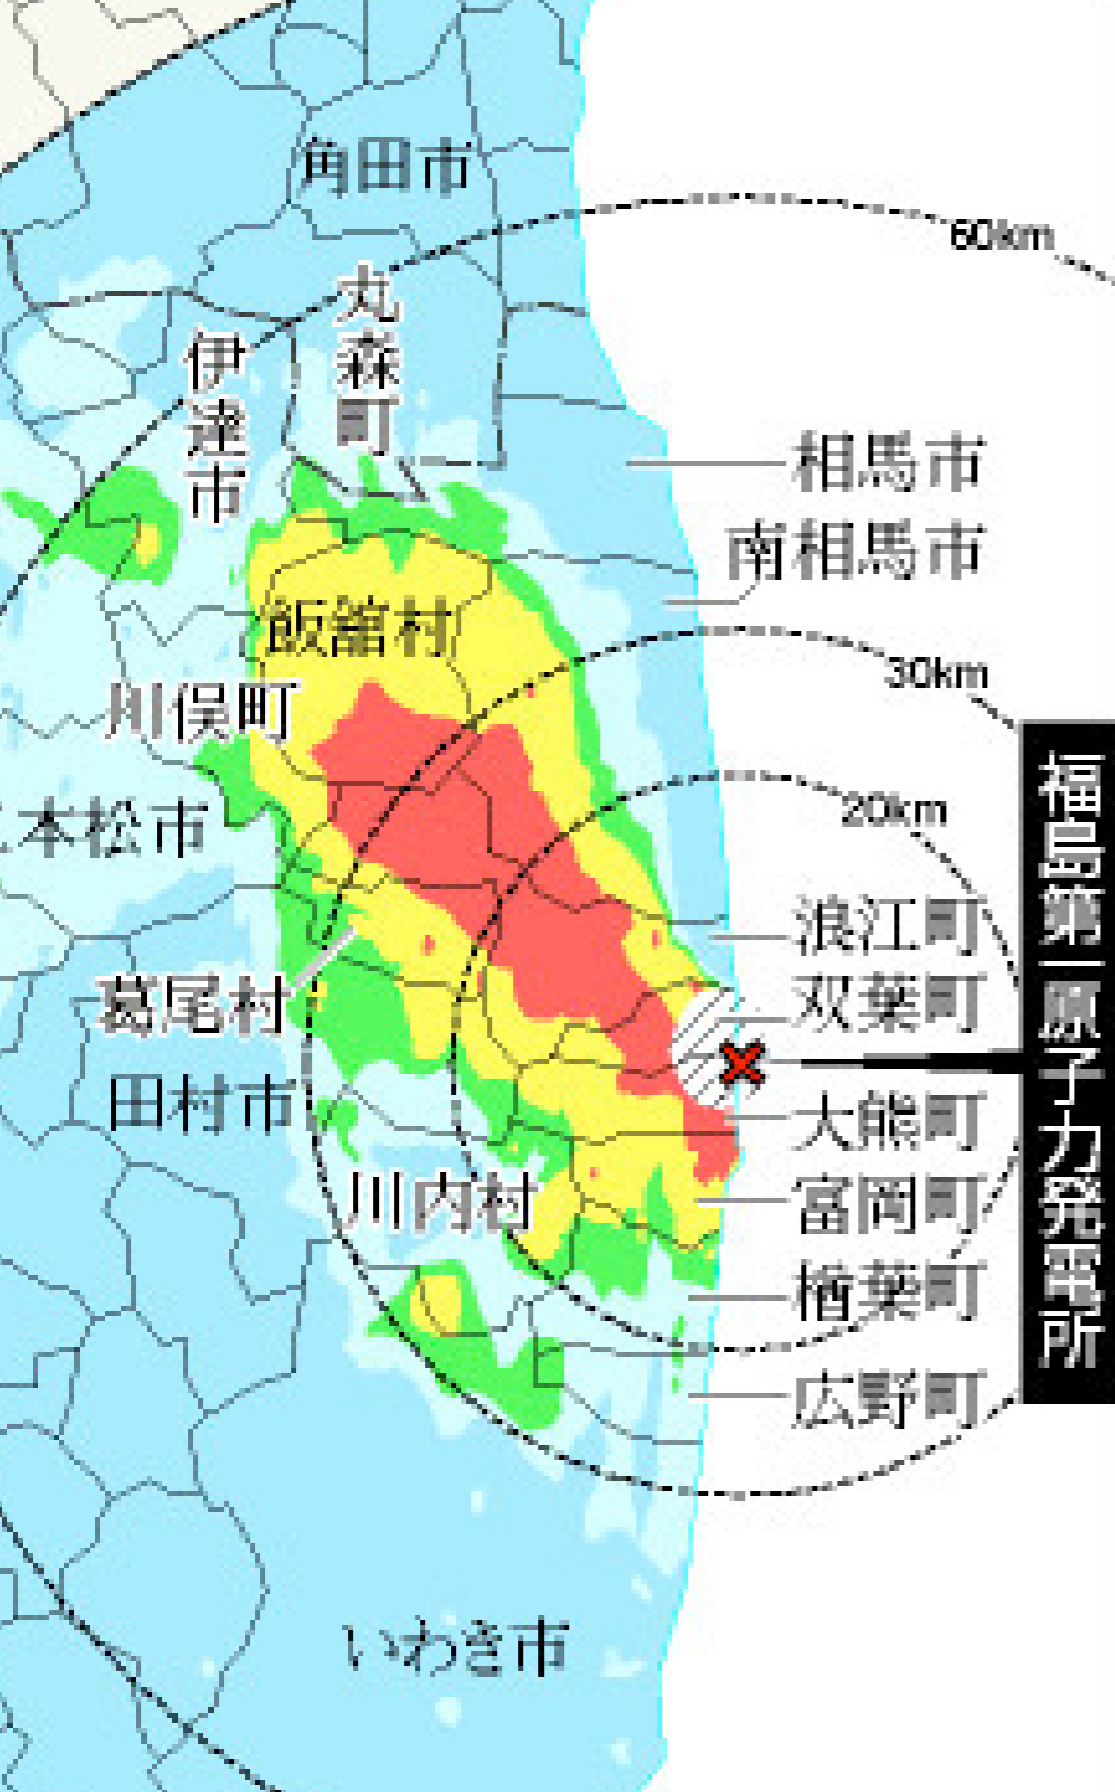 角田市
60km
丸森町
伊達市
相馬市
南相馬市
飯舘村
30km
川俣町
福島第一原子力発電所
20km
本松市
浪江町
葛尾村
双葉町
田村市
大熊町
川内村
富岡町
楢葉町
広野町
いわき市